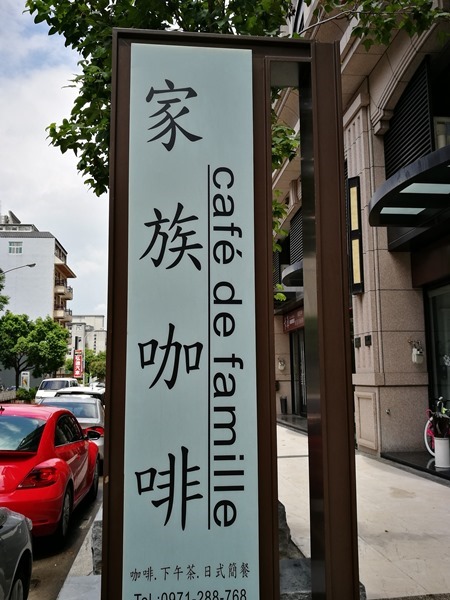 家族咖啡
café de famille
咖啡.下午茶.日式簡餐
Tel:0971-288-768